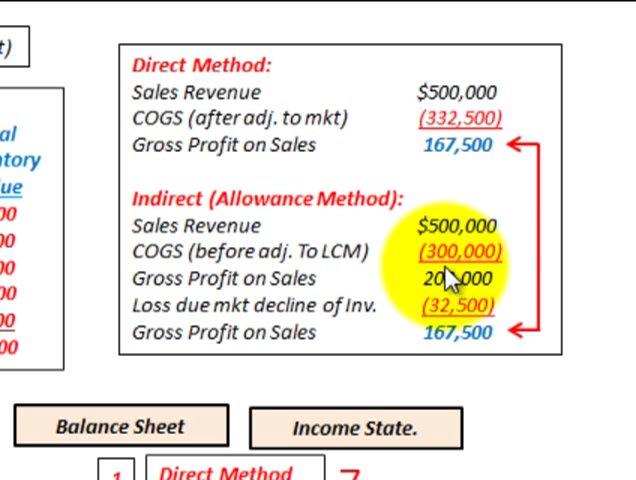 t)
Direct Method:
Sales Revenue $500,000
COGS (after adj. to mkt) (332,500)
Gross Profit on Sales 167,500
Indirect (Allowance Method):
Sales Revenue $500,000
COGS (before adj. To LCM) (300,000)
Gross Profit on Sales
Loss due mkt decline of Inv. (32,500)
Gross Profit on Sales 167,500
al
tory
ue
00
00
00
00
00
00
Balance Sheet
Income State.
1
Direct Method